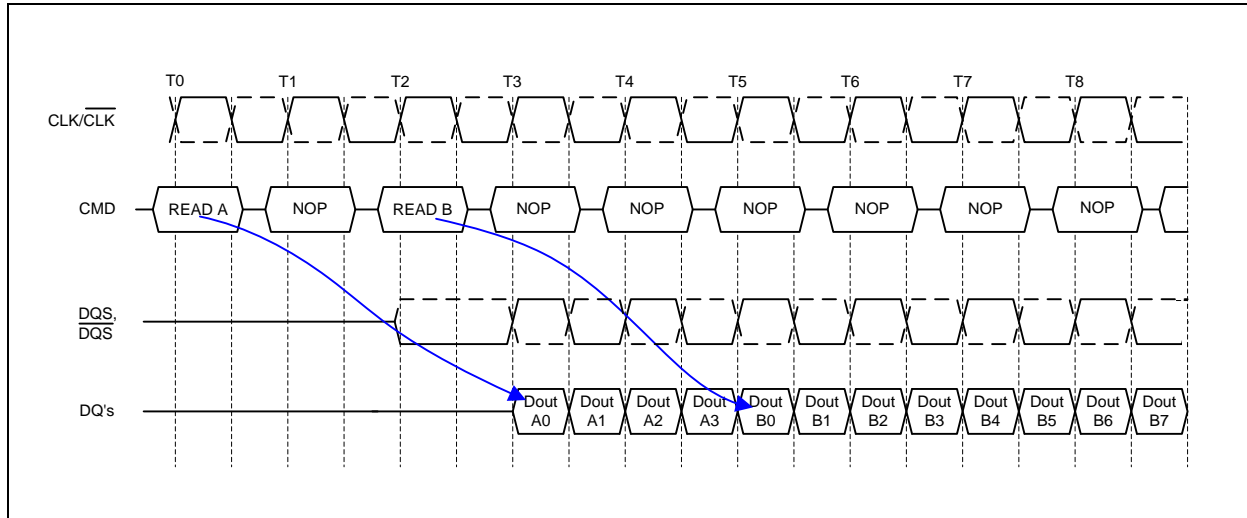 T0 T1 T2 T3 T4 T5 T6 T7 T8
CLK/CLK
CMD READ A NOP READ B NOP NOP NOP NOP NOP NOP
DQS,
DQS
DQ's
Dout Dout Dout Dout Dout Dout Dout Dout Dout Dout Dout Dout
A0 A1 A2 A3 B0 B1 B2 B3 B4 B5 B6 B7